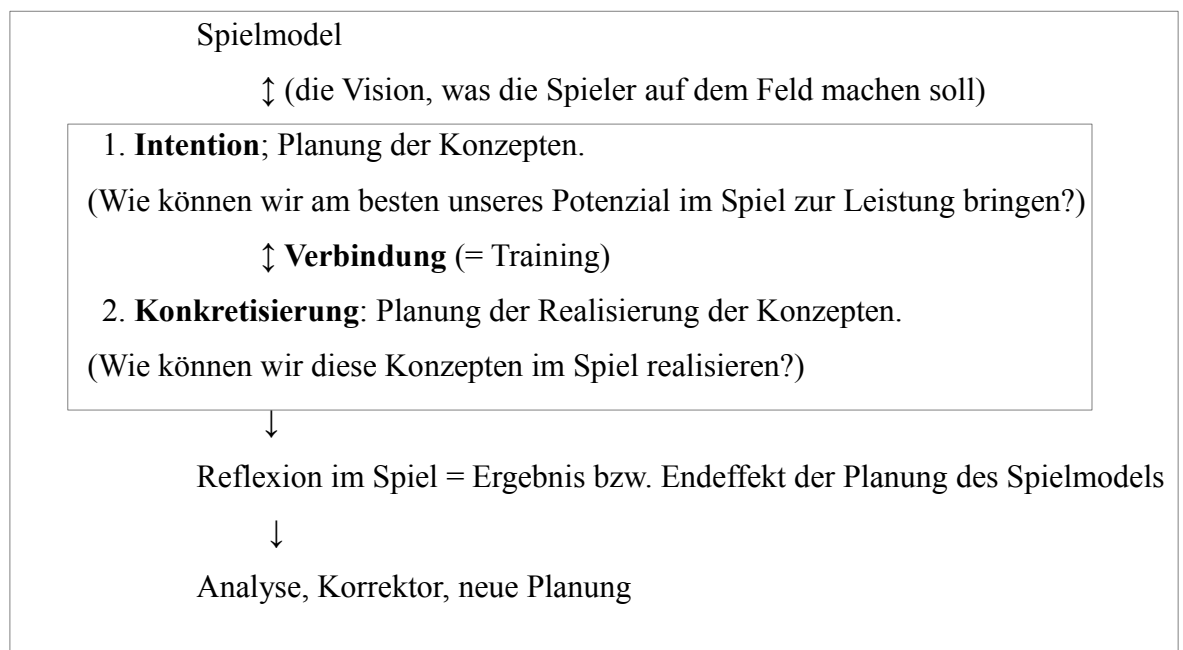 Spielmodel
↕ (die Vision, was die Spieler auf dem Feld machen soll)
1. Intention; Planung der Konzepten.
(Wie können wir am besten unseres Potenzial im Spiel zur Leistung bringen?)
↕ Verbindung (= Training)
2. Konkretisierung: Planung der Realisierung der Konzepten.
(Wie können wir diese Konzepten im Spiel realisieren?)
↓
Reflexion im Spiel = Ergebnis bzw. Endeffekt der Planung des Spielmodels
↓
Analyse, Korrektor, neue Planung